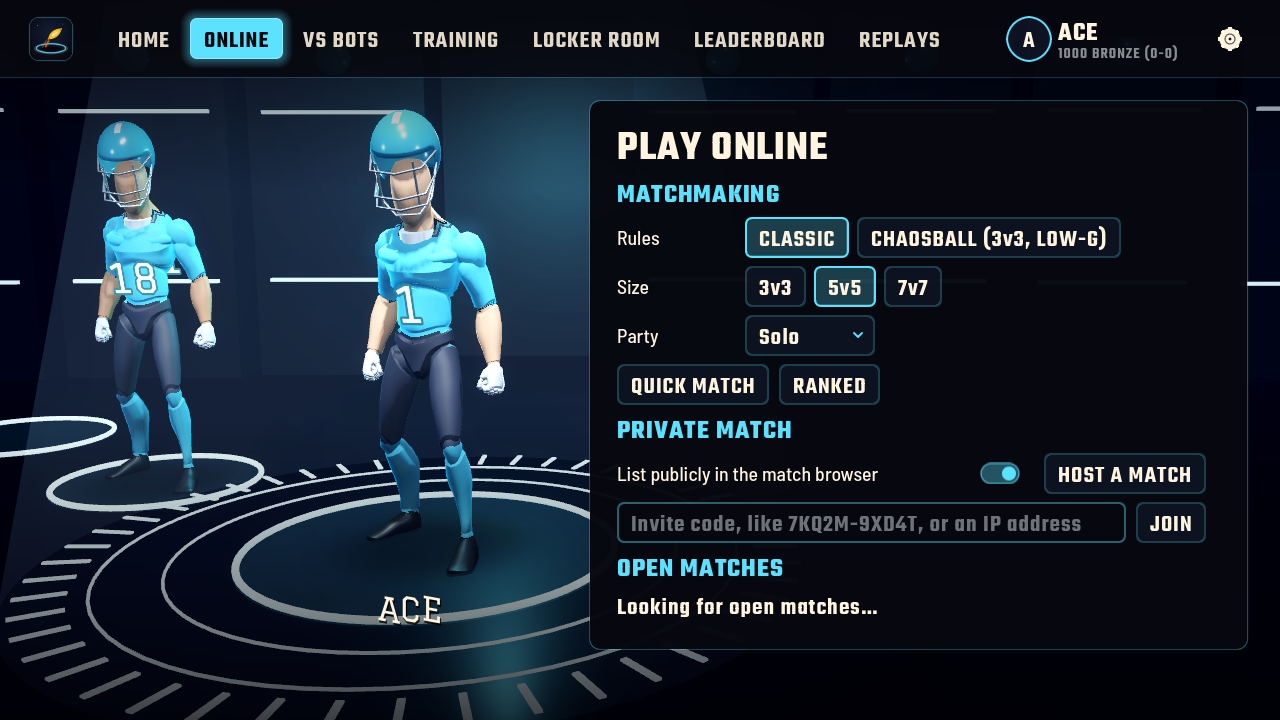 HOME ONLINE VS BOTS TRAINING LOCKER ROOM LEADERBOARD REPLAYS A ACE
1000 BRONZE (0-0)
PLAY ONLINE
MATCHMAKING
Rules CLASSIC CHAOSBALL (3v3, LOW-G)
Size 3v3 5v5 7v7
Party Solo
QUICK MATCH RANKED
PRIVATE MATCH
List publicly in the match browser HOST A MATCH
Invite code, like 7KQ2M-9XD4T, or an IP address JOIN
OPEN MATCHES
Looking for open matches...
18
1
ACE